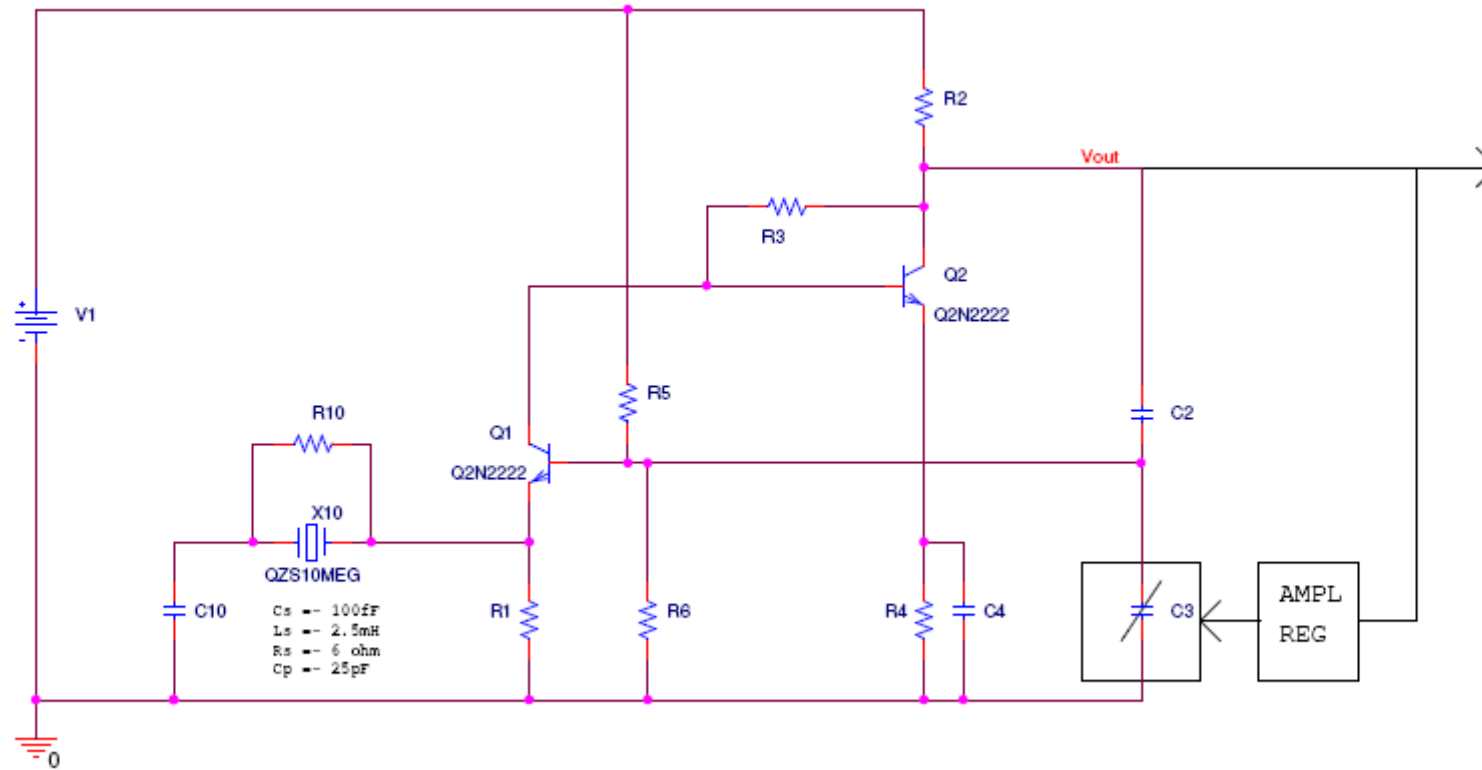 R2
Vout
R3
Q2
V1
Q2N2222
R5
C2
R10
Q1
Q2N2222
X10
QZS10MEG
C10
Cs =- 100fF
Ls =- 2.5mH
Rs =- 6 ohm
Cp =- 25pF
R1
R6
R4
C4
C3
AMPL
REG
+
-
0